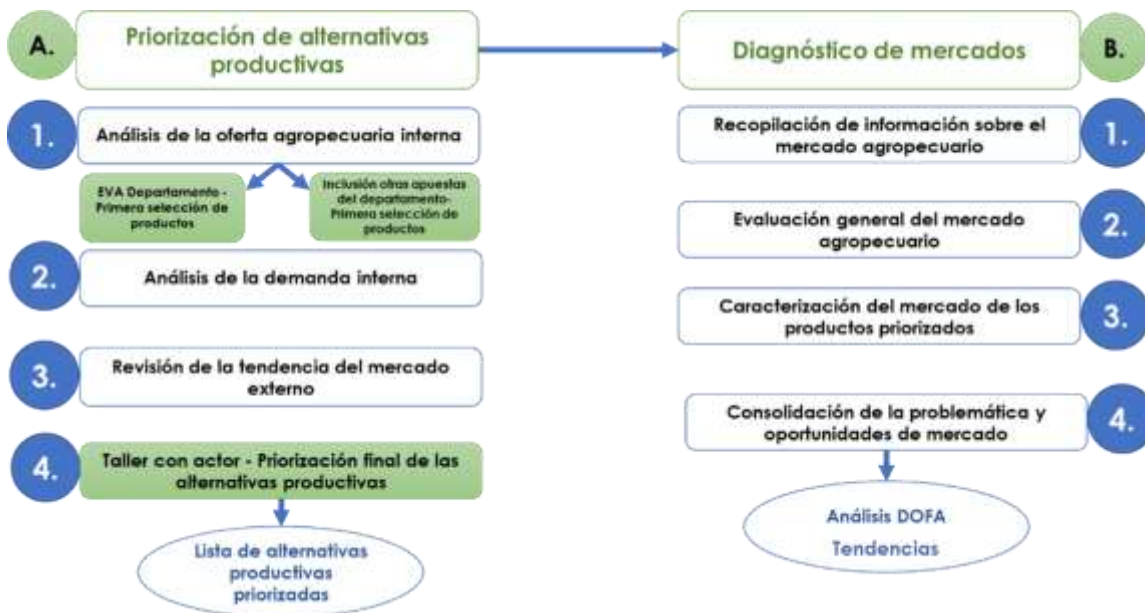 A.
Priorización de alternativas
productivas
1.
Análisis de la oferta agropecuaria interna
EVA Departamento -
Primera selección de
productos
Inclusión otras apuestas
del departamento-
Primera selección de
productos
2.
Análisis de la demanda interna
3.
Revisión de la tendencia del mercado
externo
4.
Taller con actor - Priorización final de las
alternativas productivas
Lista de alternativas
productivas
priorizadas
Diagnóstico de mercados
B.
Recopilación de información sobre el
mercado agropecuario
1.
Evaluación general del mercado
agropecuario
2.
Caracterización del mercado de los
productos priorizados
3.
Consolidación de la problemática y
oportunidades de mercado
4.
Análisis DOFA
Tendencias